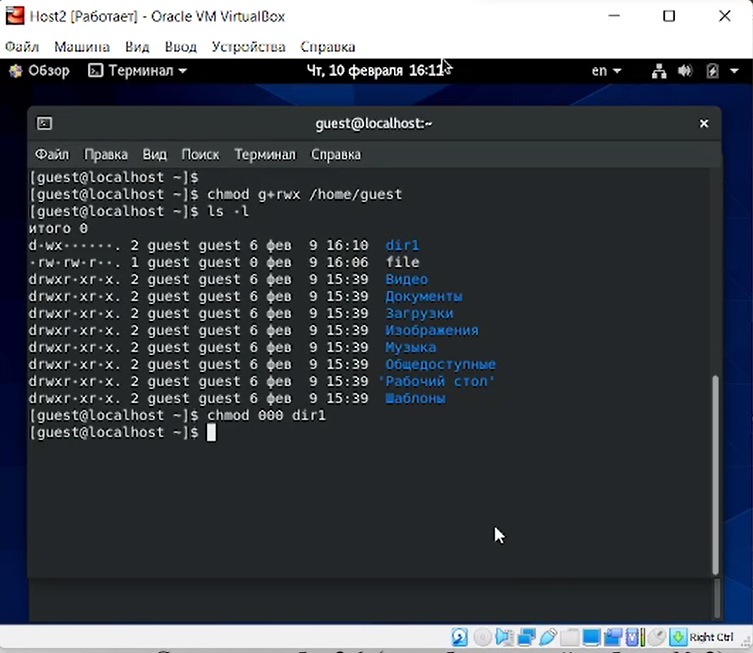 Host2 [Работает] - Oracle VM VirtualBox
Файл Машина Вид Ввод Устройства Справка
Обзор Терминал Чт, 10 февраля 16:11 en
guest@localhost:~
Файл Правка Вид Поиск Терминал Справка
[guest@localhost ~]$
[guest@localhost ~]$ chmod g+rwx /home/guest
[guest@localhost ~]$ ls -l
итого 0
d-wx------. 2 guest guest 6 фев 9 16:10 dir1
-rw-rw-r--. 1 guest guest 0 фев 9 16:06 file
drwxr-xr-x. 2 guest guest 6 фев 9 15:39 Видео
drwxr-xr-x. 2 guest guest 6 фев 9 15:39 Документы
drwxr-xr-x. 2 guest guest 6 фев 9 15:39 Загрузки
drwxr-xr-x. 2 guest guest 6 фев 9 15:39 Изображения
drwxr-xr-x. 2 guest guest 6 фев 9 15:39 Музыка
drwxr-xr-x. 2 guest guest 6 фев 9 15:39 Общедоступные
drwxr-xr-x. 2 guest guest 6 фев 9 15:39 'Рабочий стол'
drwxr-xr-x. 2 guest guest 6 фев 9 15:39 Шаблоны
[guest@localhost ~]$ chmod 000 dir1
[guest@localhost ~]$
Right Ctrl